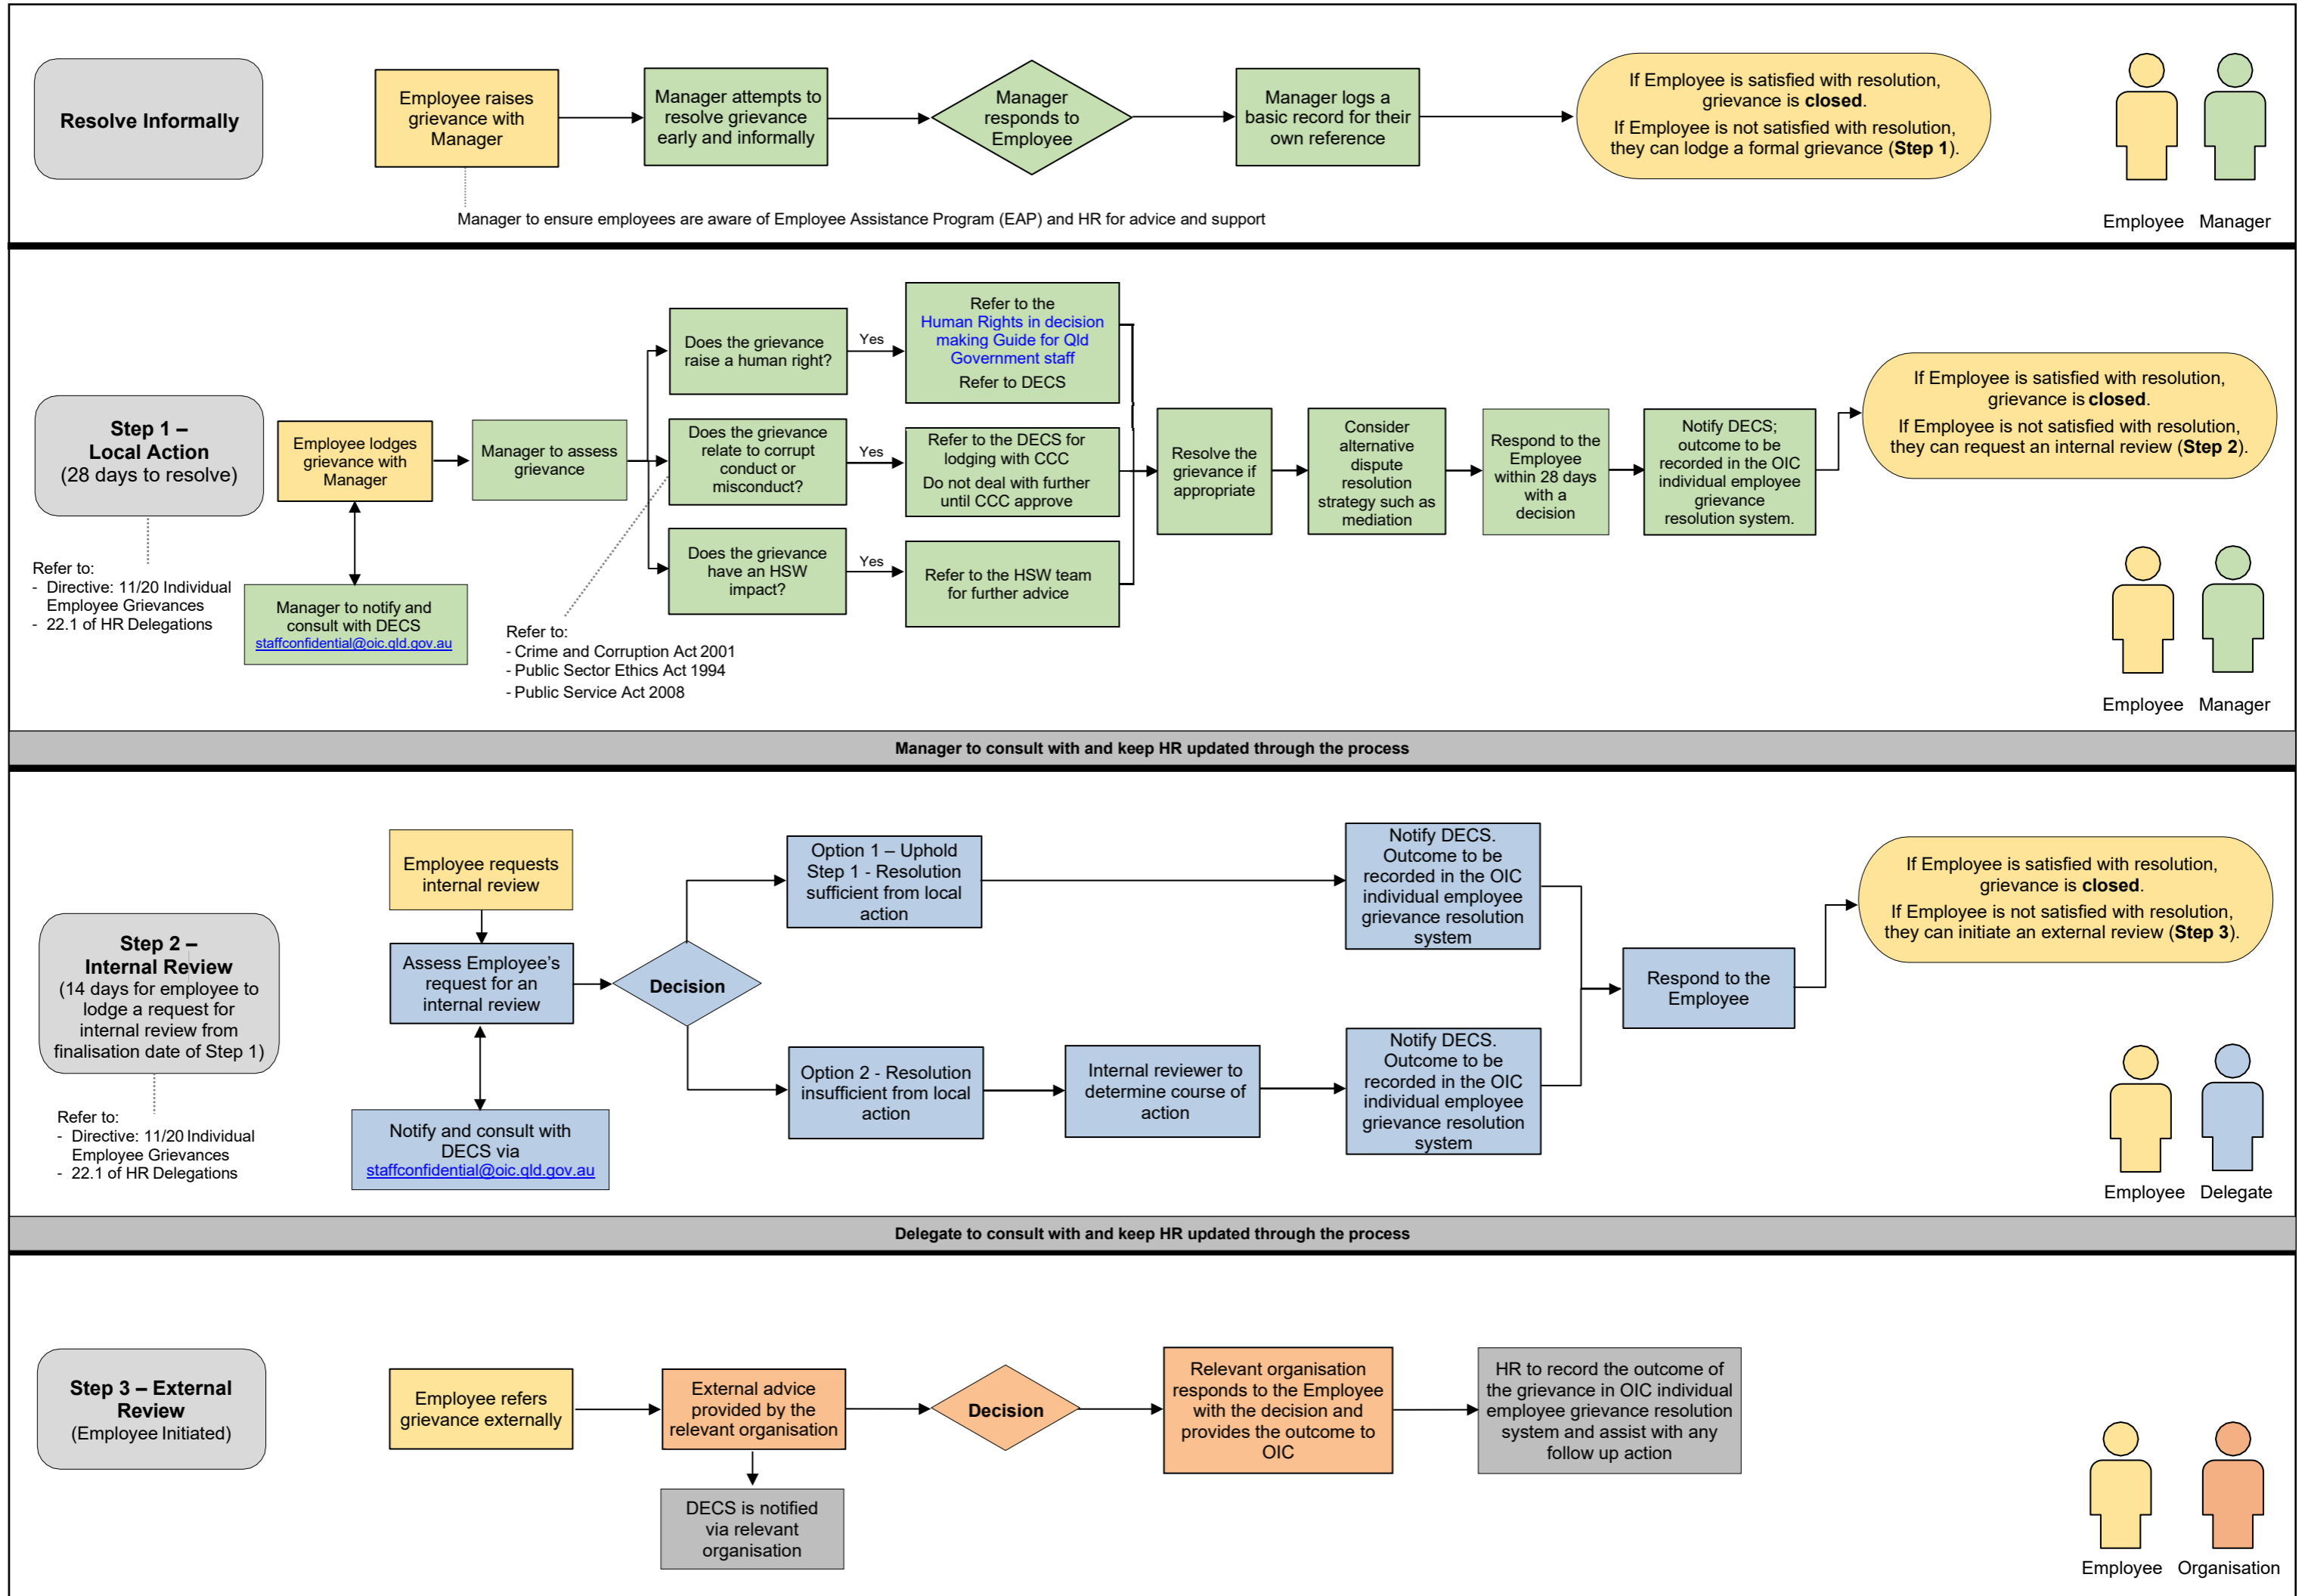 Resolve Informally
Employee raises
grievance with
Manager
Manager attempts to
resolve grievance
early and informally
Manager
responds to
Employee
Manager logs a
basic record for their
own reference
If Employee is satisfied with resolution,
grievance is closed.
If Employee is not satisfied with resolution,
they can lodge a formal grievance (Step 1).
Manager to ensure employees are aware of Employee Assistance Program (EAP) and HR for advice and support
Employee
Manager
Step 1 –
Local Action
(28 days to resolve)
Refer to:
- Directive: 11/20 Individual
Employee Grievances
- 22.1 of HR Delegations
Employee lodges
grievance with
Manager
Manager to notify and
consult with DECS
staffconfidential@oic.qld.gov.au
Manager to assess
grievance
Does the grievance
raise a human right?
Yes
Refer to the
Human Rights in decision
making Guide for Qld
Government staff
Refer to DECS
Does the grievance
relate to corrupt
conduct or
misconduct?
Yes
Refer to the DECS for
lodging with CCC
Do not deal with further
until CCC approve
Does the grievance
have an HSW
impact?
Yes
Refer to the HSW team
for further advice
Refer to:
- Crime and Corruption Act 2001
- Public Sector Ethics Act 1994
- Public Service Act 2008
Resolve the
grievance if
appropriate
Consider
alternative
dispute
resolution
strategy such as
mediation
Respond to the
Employee
within 28 days
with a
decision
Notify DECS;
outcome to be
recorded in the OIC
individual employee
grievance
resolution system.
If Employee is satisfied with resolution,
grievance is closed.
If Employee is not satisfied with resolution,
they can request an internal review (Step 2).
Employee
Manager
Manager to consult with and keep HR updated through the process
Step 2 –
Internal Review
(14 days for employee to
lodge a request for
internal review from
finalisation date of Step 1)
Refer to:
- Directive: 11/20 Individual
Employee Grievances
- 22.1 of HR Delegations
Employee requests
internal review
Assess Employee's
request for an
internal review
Notify and consult with
DECS via
staffconfidential@oic.qld.gov.au
Decision
Option 1 – Uphold
Step 1 - Resolution
sufficient from local
action
Notify DECS.
Outcome to be
recorded in the OIC
individual employee
grievance resolution
system
Option 2 - Resolution
insufficient from local
action
Internal reviewer to
determine course of
action
Notify DECS.
Outcome to be
recorded in the OIC
individual employee
grievance resolution
system
Respond to the
Employee
If Employee is satisfied with resolution,
grievance is closed.
If Employee is not satisfied with resolution,
they can initiate an external review (Step 3).
Employee
Delegate
Delegate to consult with and keep HR updated through the process
Step 3 – External
Review
(Employee Initiated)
Employee refers
grievance externally
External advice
provided by the
relevant organisation
DECS is notified
via relevant
organisation
Decision
Relevant organisation
responds to the Employee
with the decision and
provides the outcome to
OIC
HR to record the outcome of
the grievance in OIC individual
employee grievance resolution
system and assist with any
follow up action
Employee
Organisation